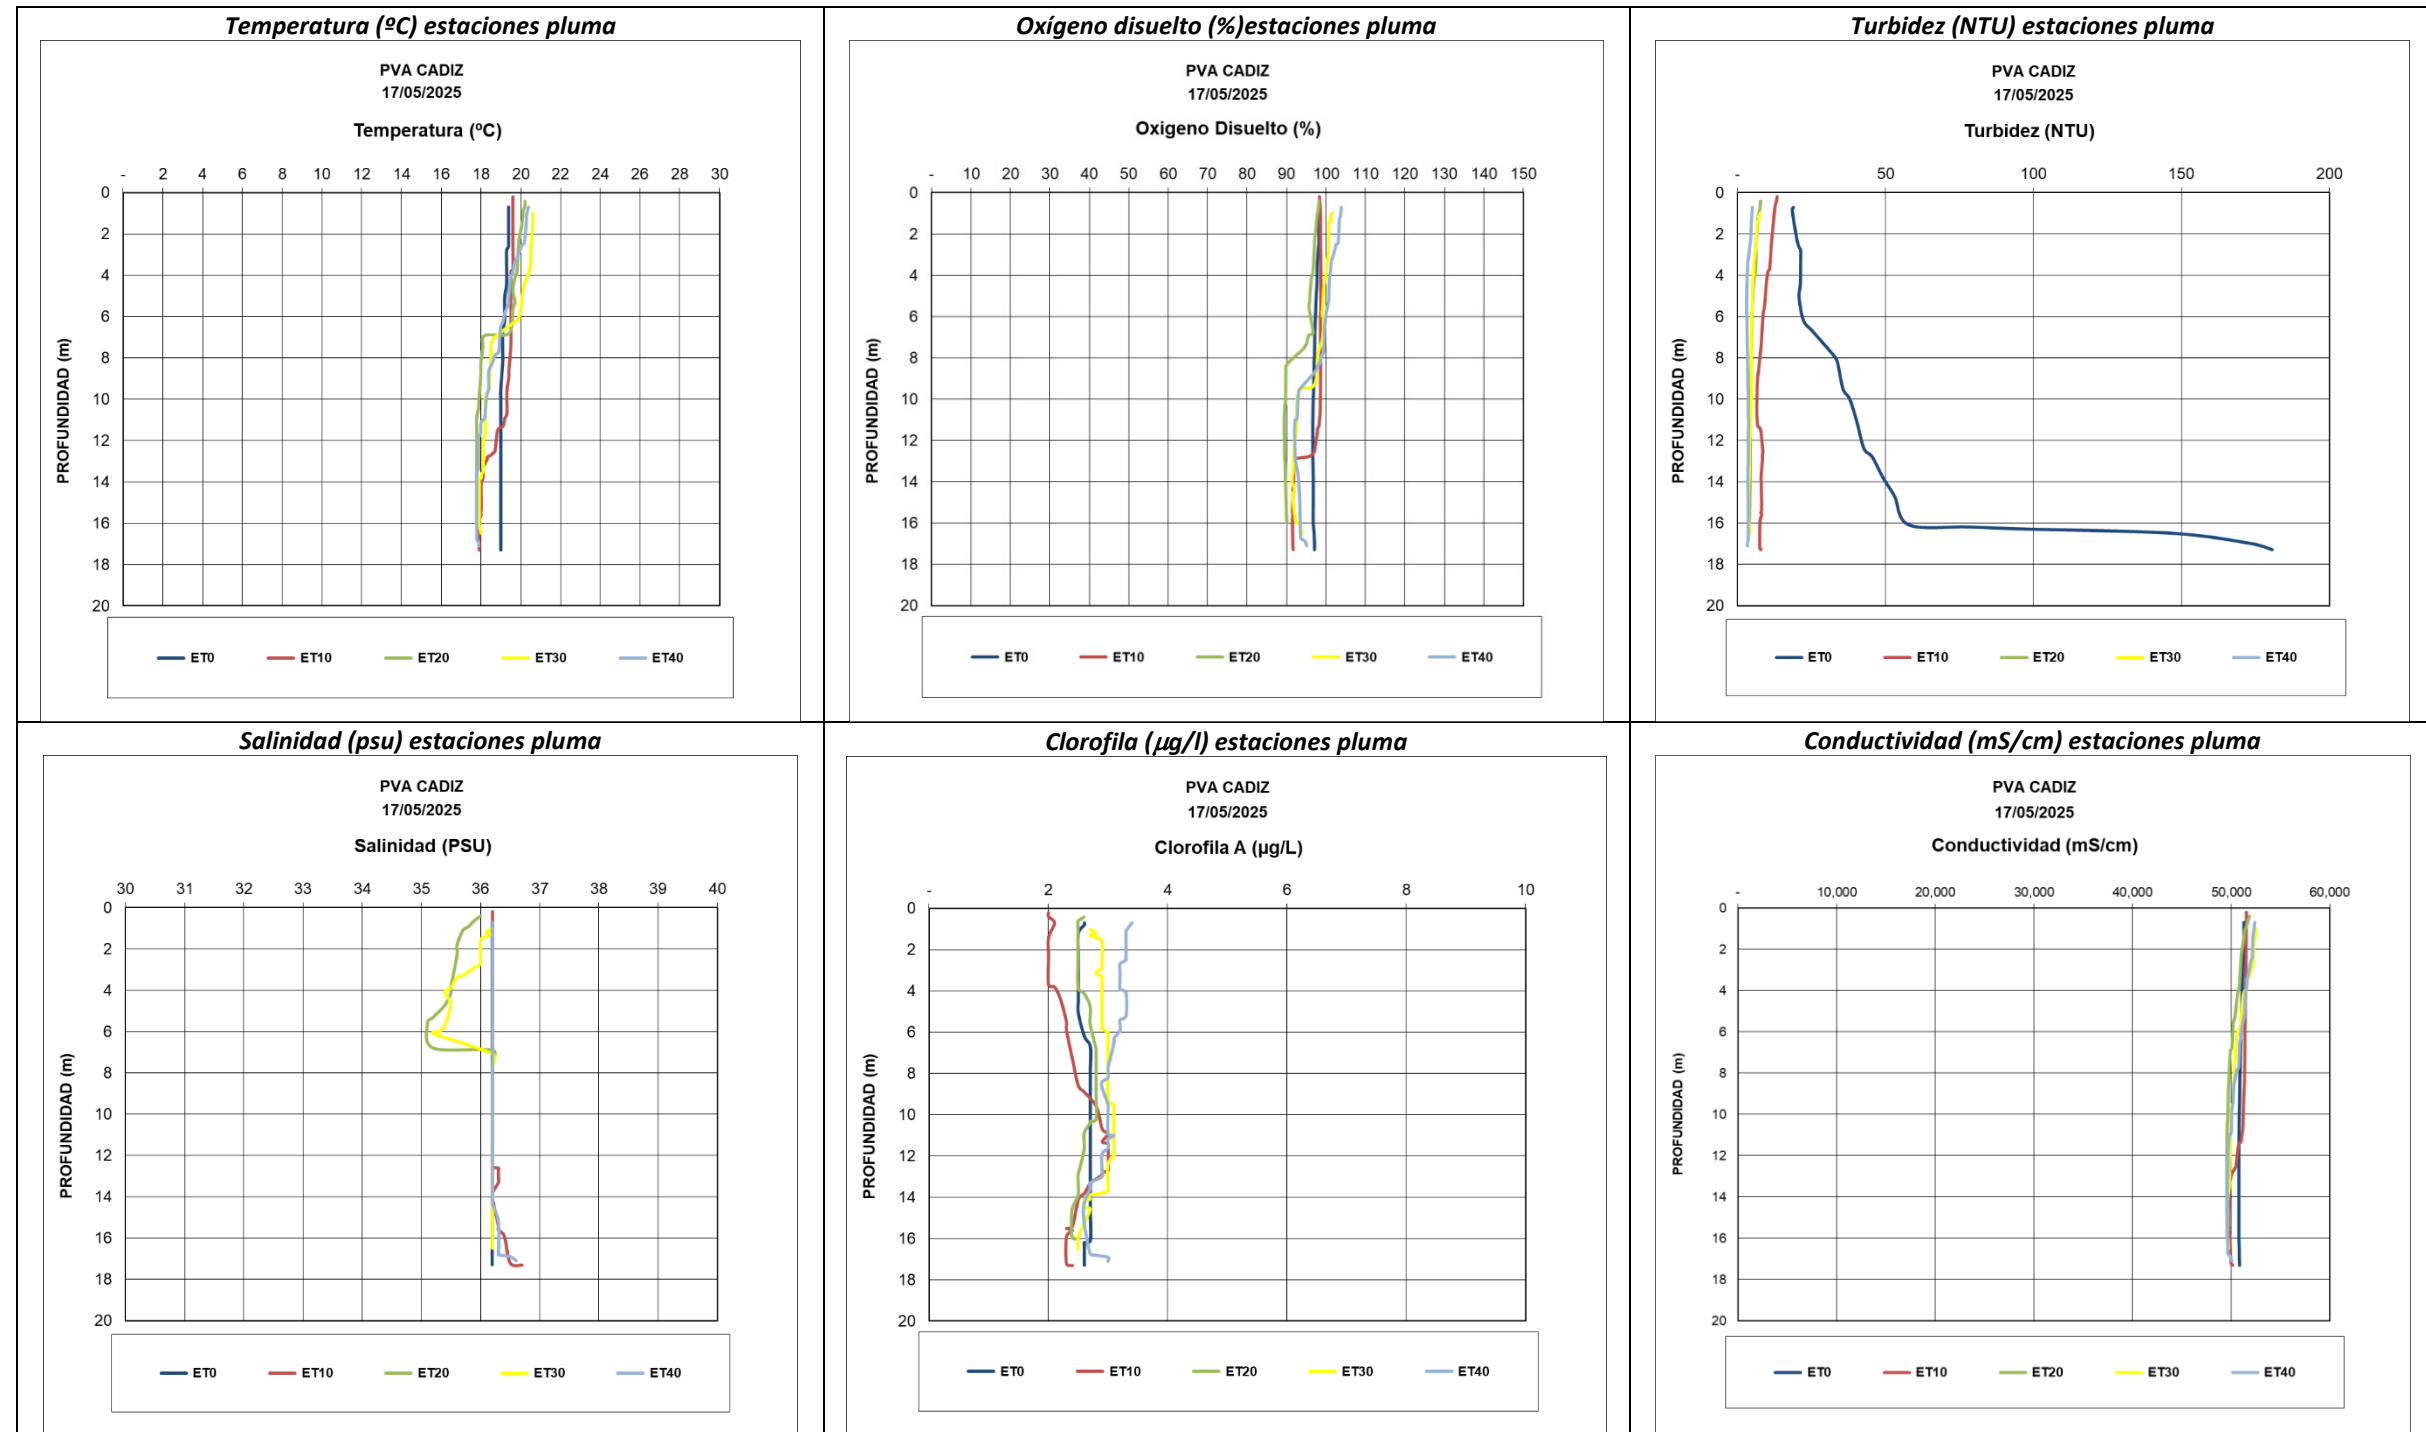 Temperatura (ºC) estaciones pluma
PVA CADIZ
17/05/2025
Temperatura (ºC)
- 2 4 6 8 10 12 14 16 18 20 22 24 26 28 30
0
2
4
6
8
10
12
14
16
18
20
PROFUNDIDAD (m)
ET0 ET10 ET20 ET30 ET40
Oxígeno disuelto (%)estaciones pluma
PVA CADIZ
17/05/2025
Oxigeno Disuelto (%)
- 10 20 30 40 50 60 70 80 90 100 110 120 130 140 150
0
2
4
6
8
10
12
14
16
18
20
PROFUNDIDAD (m)
ET0 ET10 ET20 ET30 ET40
Turbidez (NTU) estaciones pluma
PVA CADIZ
17/05/2025
Turbidez (NTU)
- 50 100 150 200
0
2
4
6
8
10
12
14
16
18
20
PROFUNDIDAD (m)
ET0 ET10 ET20 ET30 ET40
Salinidad (psu) estaciones pluma
PVA CADIZ
17/05/2025
Salinidad (PSU)
30 31 32 33 34 35 36 37 38 39 40
0
2
4
6
8
10
12
14
16
18
20
PROFUNDIDAD (m)
ET0 ET10 ET20 ET30 ET40
Clorofila (μg/l) estaciones pluma
PVA CADIZ
17/05/2025
Clorofila A (µg/L)
- 2 4 6 8 10
0
2
4
6
8
10
12
14
16
18
20
PROFUNDIDAD (m)
ET0 ET10 ET20 ET30 ET40
Conductividad (mS/cm) estaciones pluma
PVA CADIZ
17/05/2025
Conductividad (mS/cm)
- 10,000 20,000 30,000 40,000 50,000 60,000
0
2
4
6
8
10
12
14
16
18
20
PROFUNDIDAD (m)
ET0 ET10 ET20 ET30 ET40